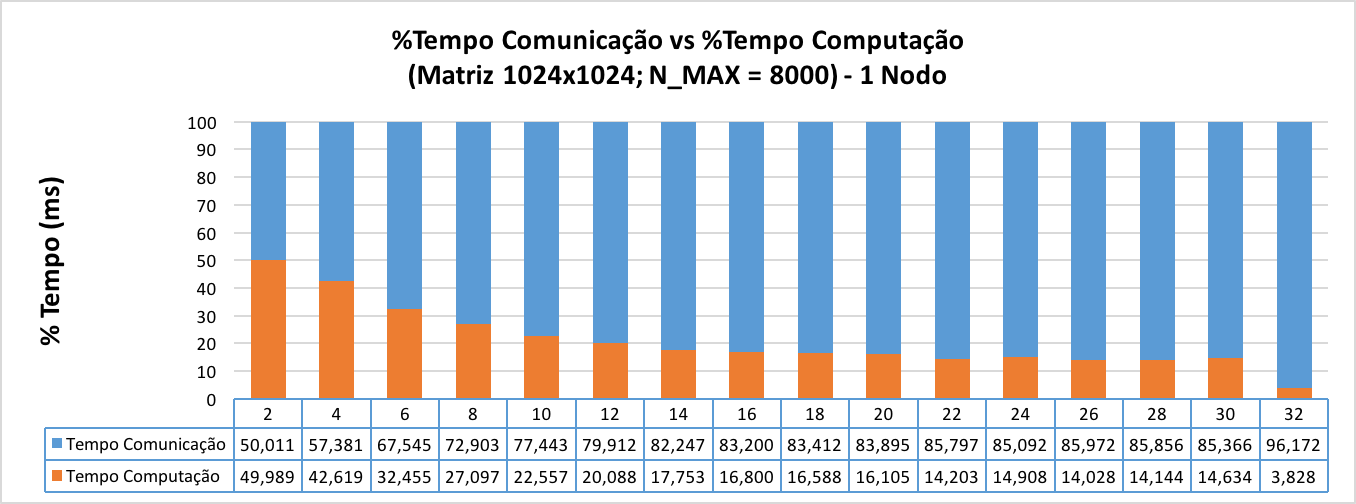 %Tempo Comunicação vs %Tempo Computação
(Matriz 1024x1024; N_MAX = 8000) - 1 Nodo
% Tempo (ms)
100
90
80
70
60
50
40
30
20
10
0
2 4 6 8 10 12 14 16 18 20 22 24 26 28 30 32
Tempo Comunicação 50,011 57,381 67,545 72,903 77,443 79,912 82,247 83,200 83,412 83,895 85,797 85,092 85,972 85,856 85,366 96,172
Tempo Computação 49,989 42,619 32,455 27,097 22,557 20,088 17,753 16,800 16,588 16,105 14,203 14,908 14,028 14,144 14,634 3,828